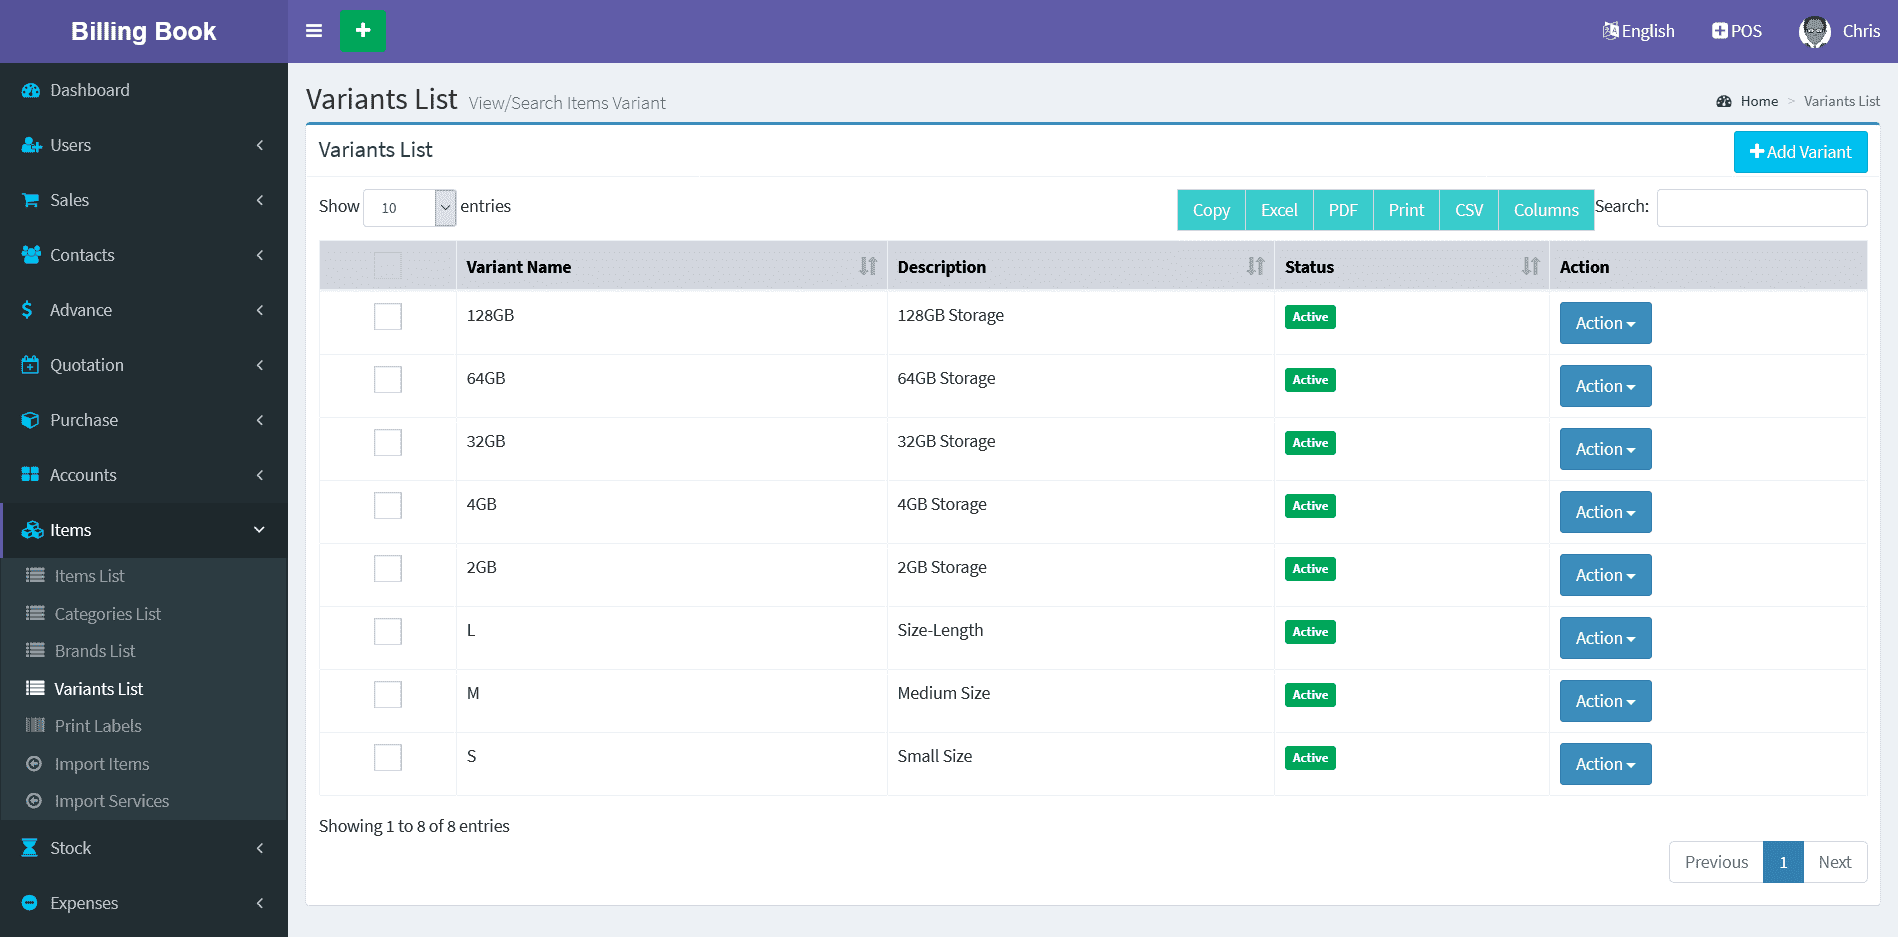 Billing Book
English
POS
Chris
Dashboard
Users
Sales
Contacts
Advance
Quotation
Purchase
Accounts
Items
Items List
Categories List
Brands List
Variants List
Print Labels
Import Items
Import Services
Stock
Expenses
Variants List View/Search Items Variant
Home > Variants List
Variants List
Add Variant
Show 10 entries
Copy Excel PDF Print CSV Columns Search:
Variant Name Description Status Action
128GB 128GB Storage Active Action
64GB 64GB Storage Active Action
32GB 32GB Storage Active Action
4GB 4GB Storage Active Action
2GB 2GB Storage Active Action
L Size-Length Active Action
M Medium Size Active Action
S Small Size Active Action
Showing 1 to 8 of 8 entries
Previous 1 Next